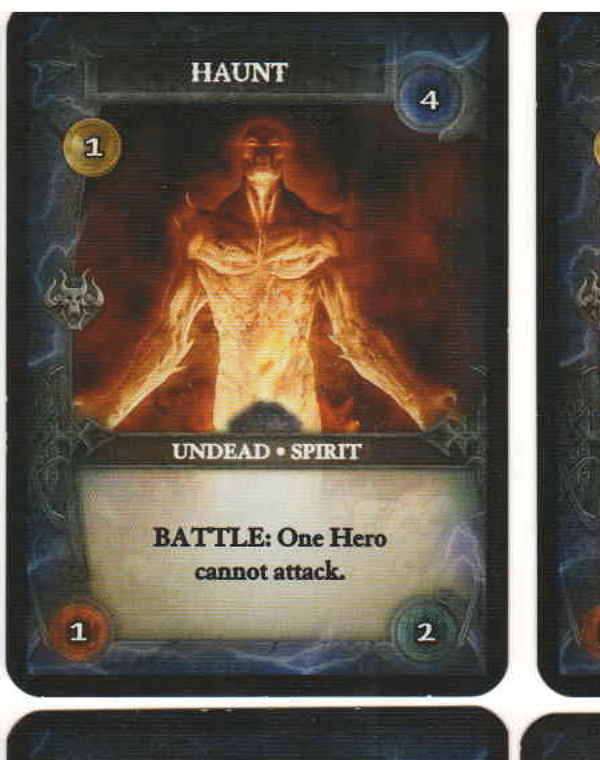 HAUNT
4
1
UNDEAD • SPIRIT
BATTLE: One Hero
cannot attack.
1
2